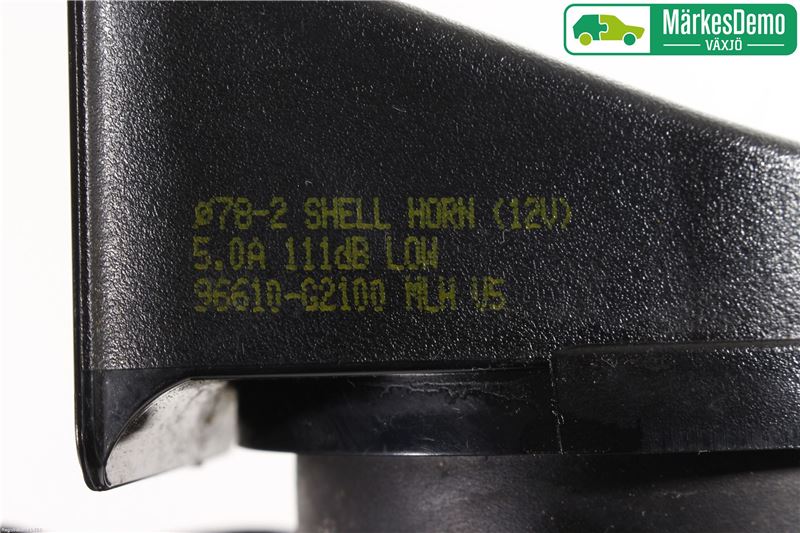 MärkesDemo
VÄXJÖ
ø78-2 SHELL HORN (12V)
5.0A 111dB LOW
96610-G2100 MLH V5